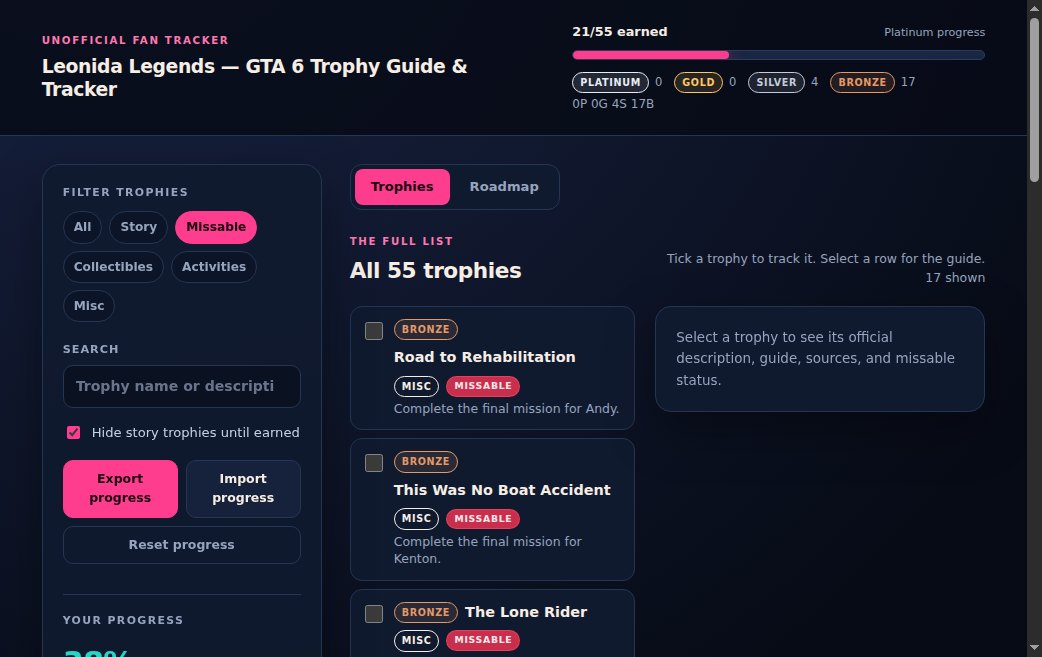 UNOFFICIAL FAN TRACKER
Leonida Legends — GTA 6 Trophy Guide &
Tracker
21/55 earned
Platinum progress
PLATINUM 0 GOLD 0 SILVER 4 BRONZE 17
0P 0G 4S 17B
FILTER TROPHIES
All Story Missable
Collectibles Activities
Misc
SEARCH
Trophy name or descripti
Hide story trophies until earned
Export
progress
Import
progress
Reset progress
YOUR PROGRESS
38%
Trophies Roadmap
THE FULL LIST
All 55 trophies
Tick a trophy to track it. Select a row for the guide.
17 shown
BRONZE
Road to Rehabilitation
MISC MISSABLE
Complete the final mission for Andy.
BRONZE
This Was No Boat Accident
MISC MISSABLE
Complete the final mission for
Kenton.
BRONZE The Lone Rider
MISC MISSABLE
Select a trophy to see its official
description, guide, sources, and missable
status.